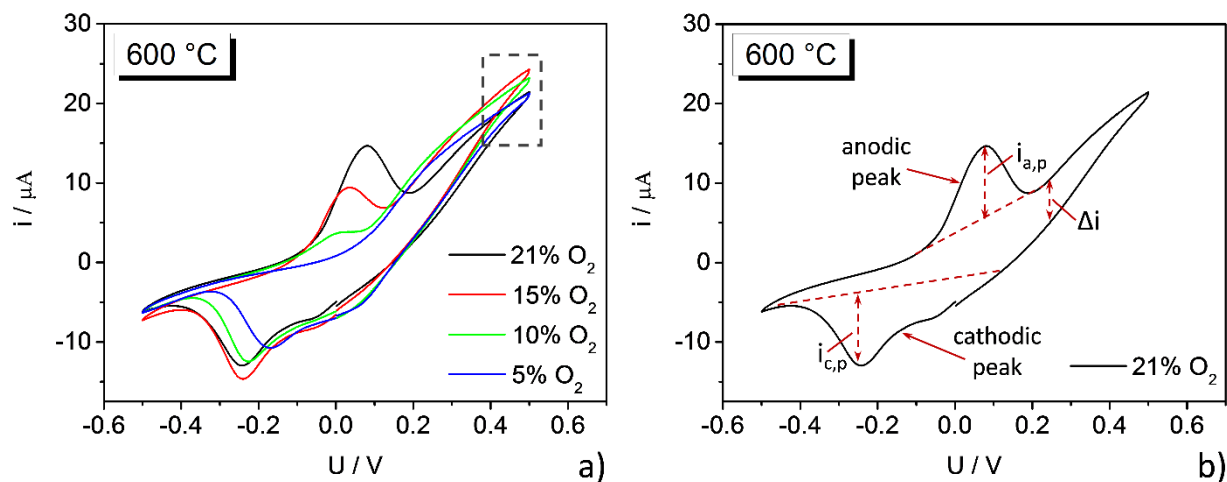 600 °C
30
20
10
0
-10
i / µA
21% O2
15% O2
10% O2
5% O2
-0.6 -0.4 -0.2 0.0 0.2 0.4 0.6
U / V
a)
600 °C
30
20
10
0
-10
i / µA
anodic
peak
ia,p
Δi
ic,p
cathodic
peak
21% O2
-0.6 -0.4 -0.2 0.0 0.2 0.4 0.6
U / V
b)